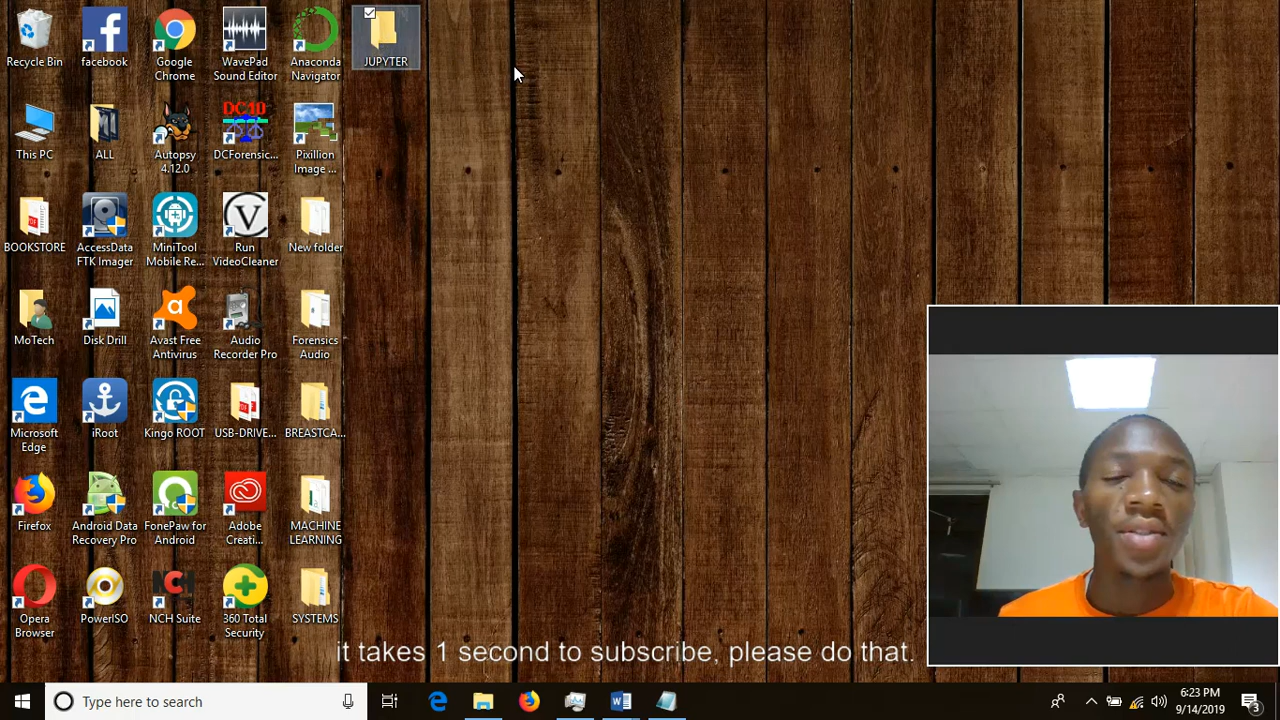 Recycle Bin
facebook
Google
Chrome
WavePad
Sound Editor
Anaconda
Navigator
JUPYTER
This PC
ALL
Autopsy
4.12.0
DC10
DCForensic...
Pixillion
Image ...
BOOKSTORE
AccessData
FTK Imager
MiniTool
Mobile Re...
V
Run
VideoCleaner
New folder
MoTech
Disk Drill
Avast Free
Antivirus
Audio
Recorder Pro
Forensics
Audio
Microsoft
Edge
iRoot
Kingo ROOT
USB-DRIVE...
BREASTCA...
Firefox
Android Data
Recovery Pro
FonePaw for
Android
Adobe
Creati...
MACHINE
LEARNING
Opera
Browser
PowerISO
NCH
NCH Suite
360 Total
Security
SYSTEMS
it takes 1 second to subscribe, please do that.
Type here to search
6:23 PM
9/14/2019
3